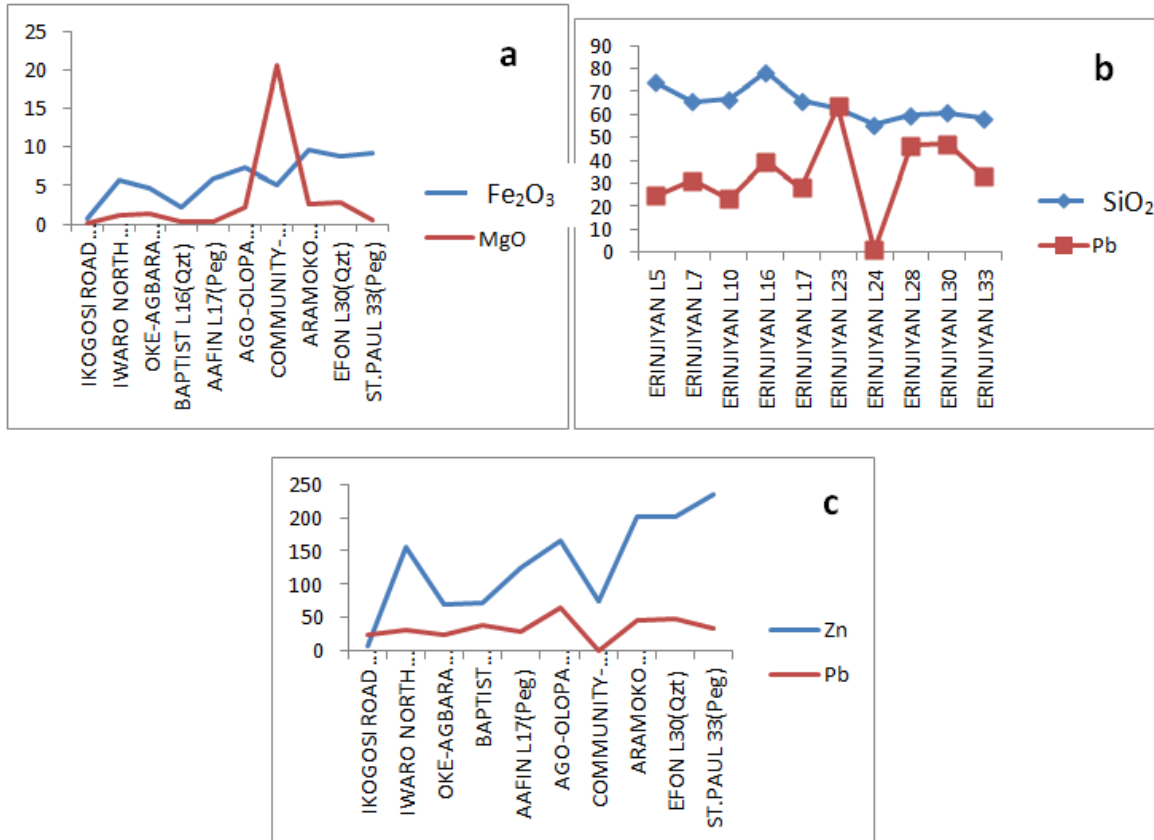 a
25
20
15
10
5
0
Fe₂O₃
MgO
IKOGOSI ROAD...
IWARO NORTH...
OKE-AGBARA...
BAPTIST L16(Qzt)
AAFIN L17(Peg)
AGO-OLOPA...
COMMUNITY-...
ARAMOKO...
EFON L30(Qzt)
ST.PAUL 33(Peg)
b
90
80
70
60
50
40
30
20
10
0
SiO₂
Pb
ERINJIYAN L5
ERINJIYAN L7
ERINJIYAN L10
ERINJIYAN L16
ERINJIYAN L17
ERINJIYAN L23
ERINJIYAN L24
ERINJIYAN L28
ERINJIYAN L30
ERINJIYAN L33
c
250
200
150
100
50
0
Zn
Pb
IKOGOSI ROAD...
IWARO NORTH...
OKE-AGBARA...
BAPTIST...
AAFIN L17(Peg)
AGO-OLOPA...
COMMUNITY-...
ARAMOKO...
EFON L30(Qzt)
ST.PAUL 33(Peg)